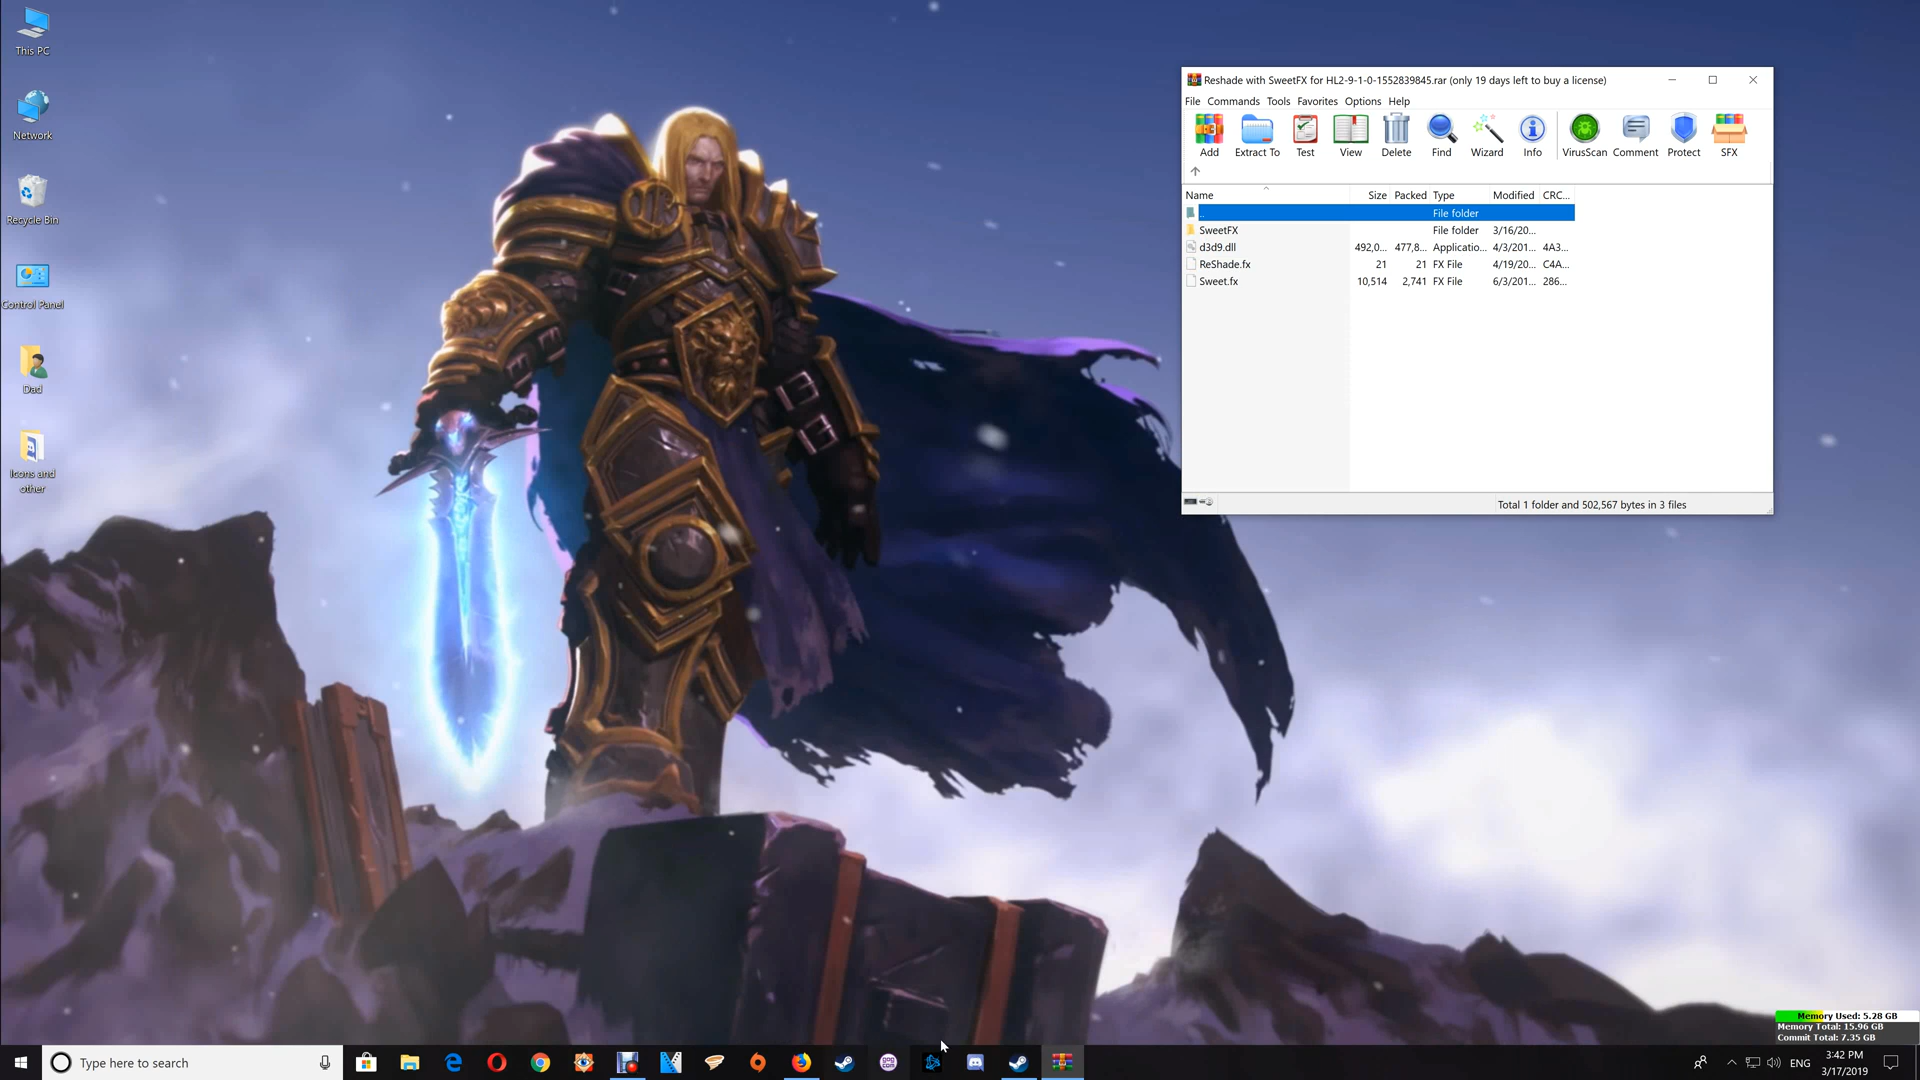 This PC
Network
Recycle Bin
Control Panel
Dad
Icons and
other
Reshade with SweetFX for HL2-9-1-0-1552839845.rar (only 19 days left to buy a license)
File Commands Tools Favorites Options Help
Add Extract To Test View Delete Find Wizard Info VirusScan Comment Protect SFX
Name Size Packed Type Modified CRC...
.. File folder
SweetFX File folder 3/16/20...
d3d9.dll 492,0... 477,8... Applicatio... 4/3/201... 4A3...
ReShade.fx 21 21 FX File 4/19/20... C4A...
Sweet.fx 10,514 2,741 FX File 6/3/201... 286...
Total 1 folder and 502,567 bytes in 3 files
Memory Used: 5.28 GB
Memory Total: 15.96 GB
Commit Total: 7.35 GB
Type here to search
GOG
COM
ENG
3:42 PM
3/17/2019